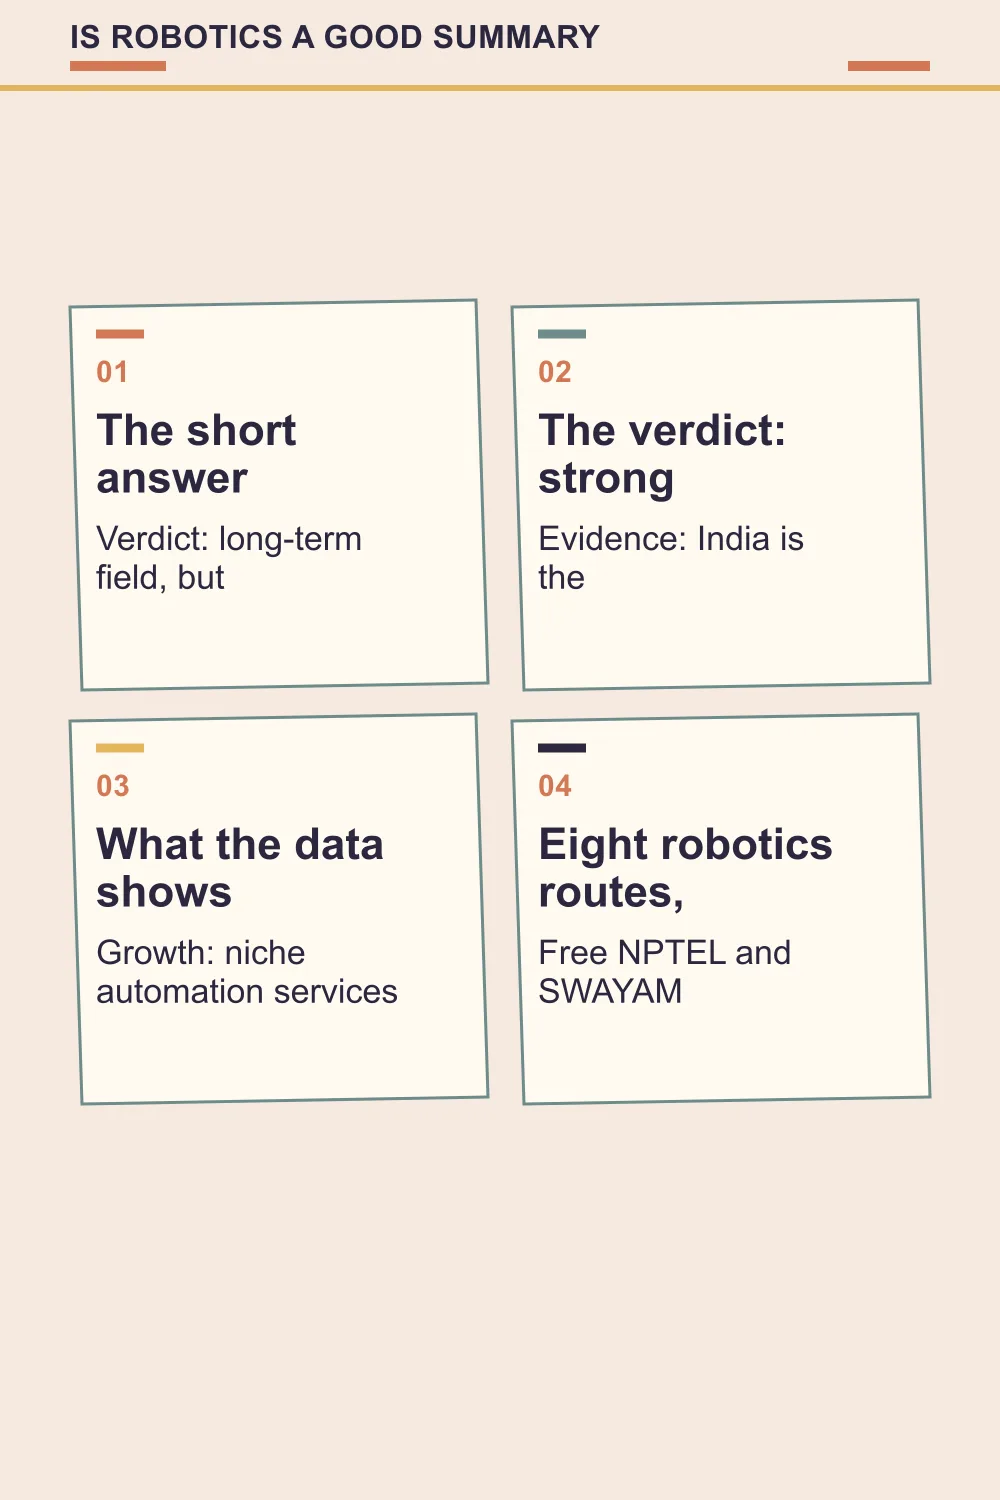 IS ROBOTICS A GOOD SUMMARY
01
The short
answer
Verdict: long-term
field, but
02
The verdict:
strong
Evidence: India is
the
03
What the data
shows
Growth: niche
automation services
04
Eight robotics
routes,
Free NPTEL and
SWAYAM